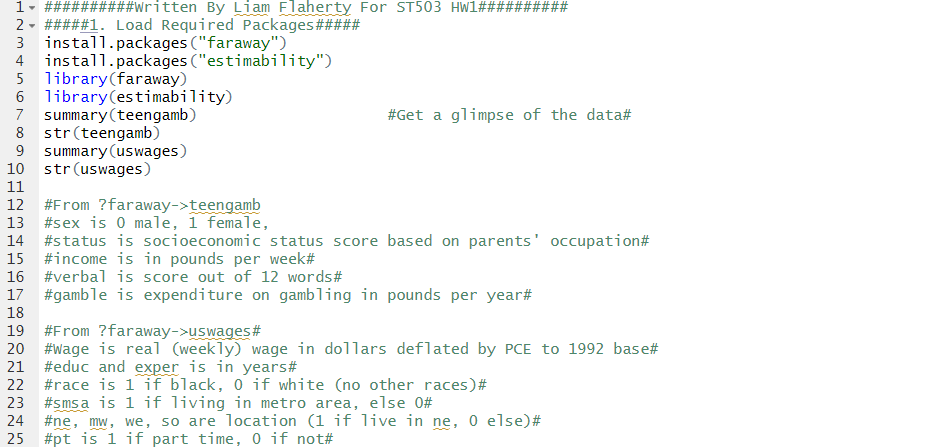 1 ##########Written By Liam Flaherty For ST503 HW1##########
2 #####1. Load Required Packages#####
3 install.packages("faraway")
4 install.packages("estimability")
5 library(faraway)
6 library(estimability)
7 summary(teengamb) #Get a glimpse of the data#
8 str(teengamb)
9 summary(uswages)
10 str(uswages)
11
12 #From ?faraway->teengamb
13 #sex is 0 male, 1 female,
14 #status is socioeconomic status score based on parents' occupation#
15 #income is in pounds per week#
16 #verbal is score out of 12 words#
17 #gamble is expenditure on gambling in pounds per year#
18
19 #From ?faraway->uswages#
20 #Wage is real (weekly) wage in dollars deflated by PCE to 1992 base#
21 #educ and exper is in years#
22 #race is 1 if black, 0 if white (no other races)#
23 #smsa is 1 if living in metro area, else 0#
24 #ne, mw, we, so are location (1 if live in ne, 0 else)#
25 #pt is 1 if part time, 0 if not#